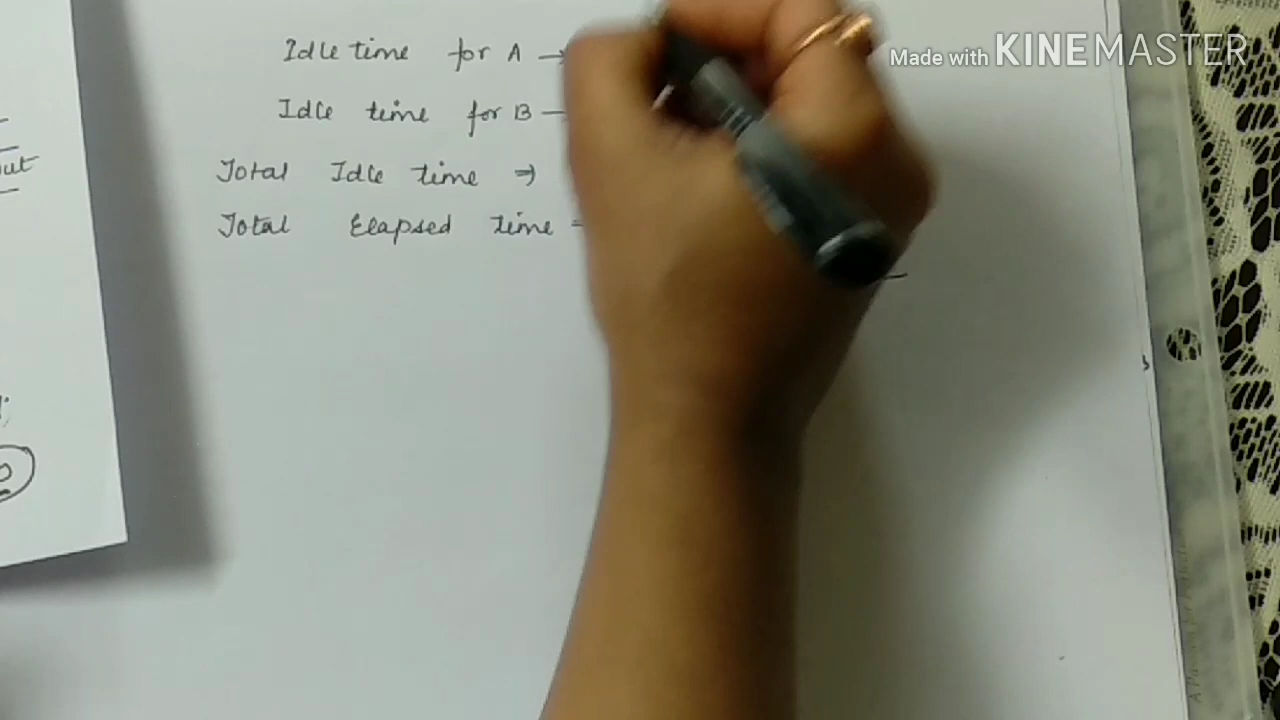 Made with KINEMASTER
Idle time for A →
Idle time for B —
Total Idle time ⇒
Total Elapsed time =